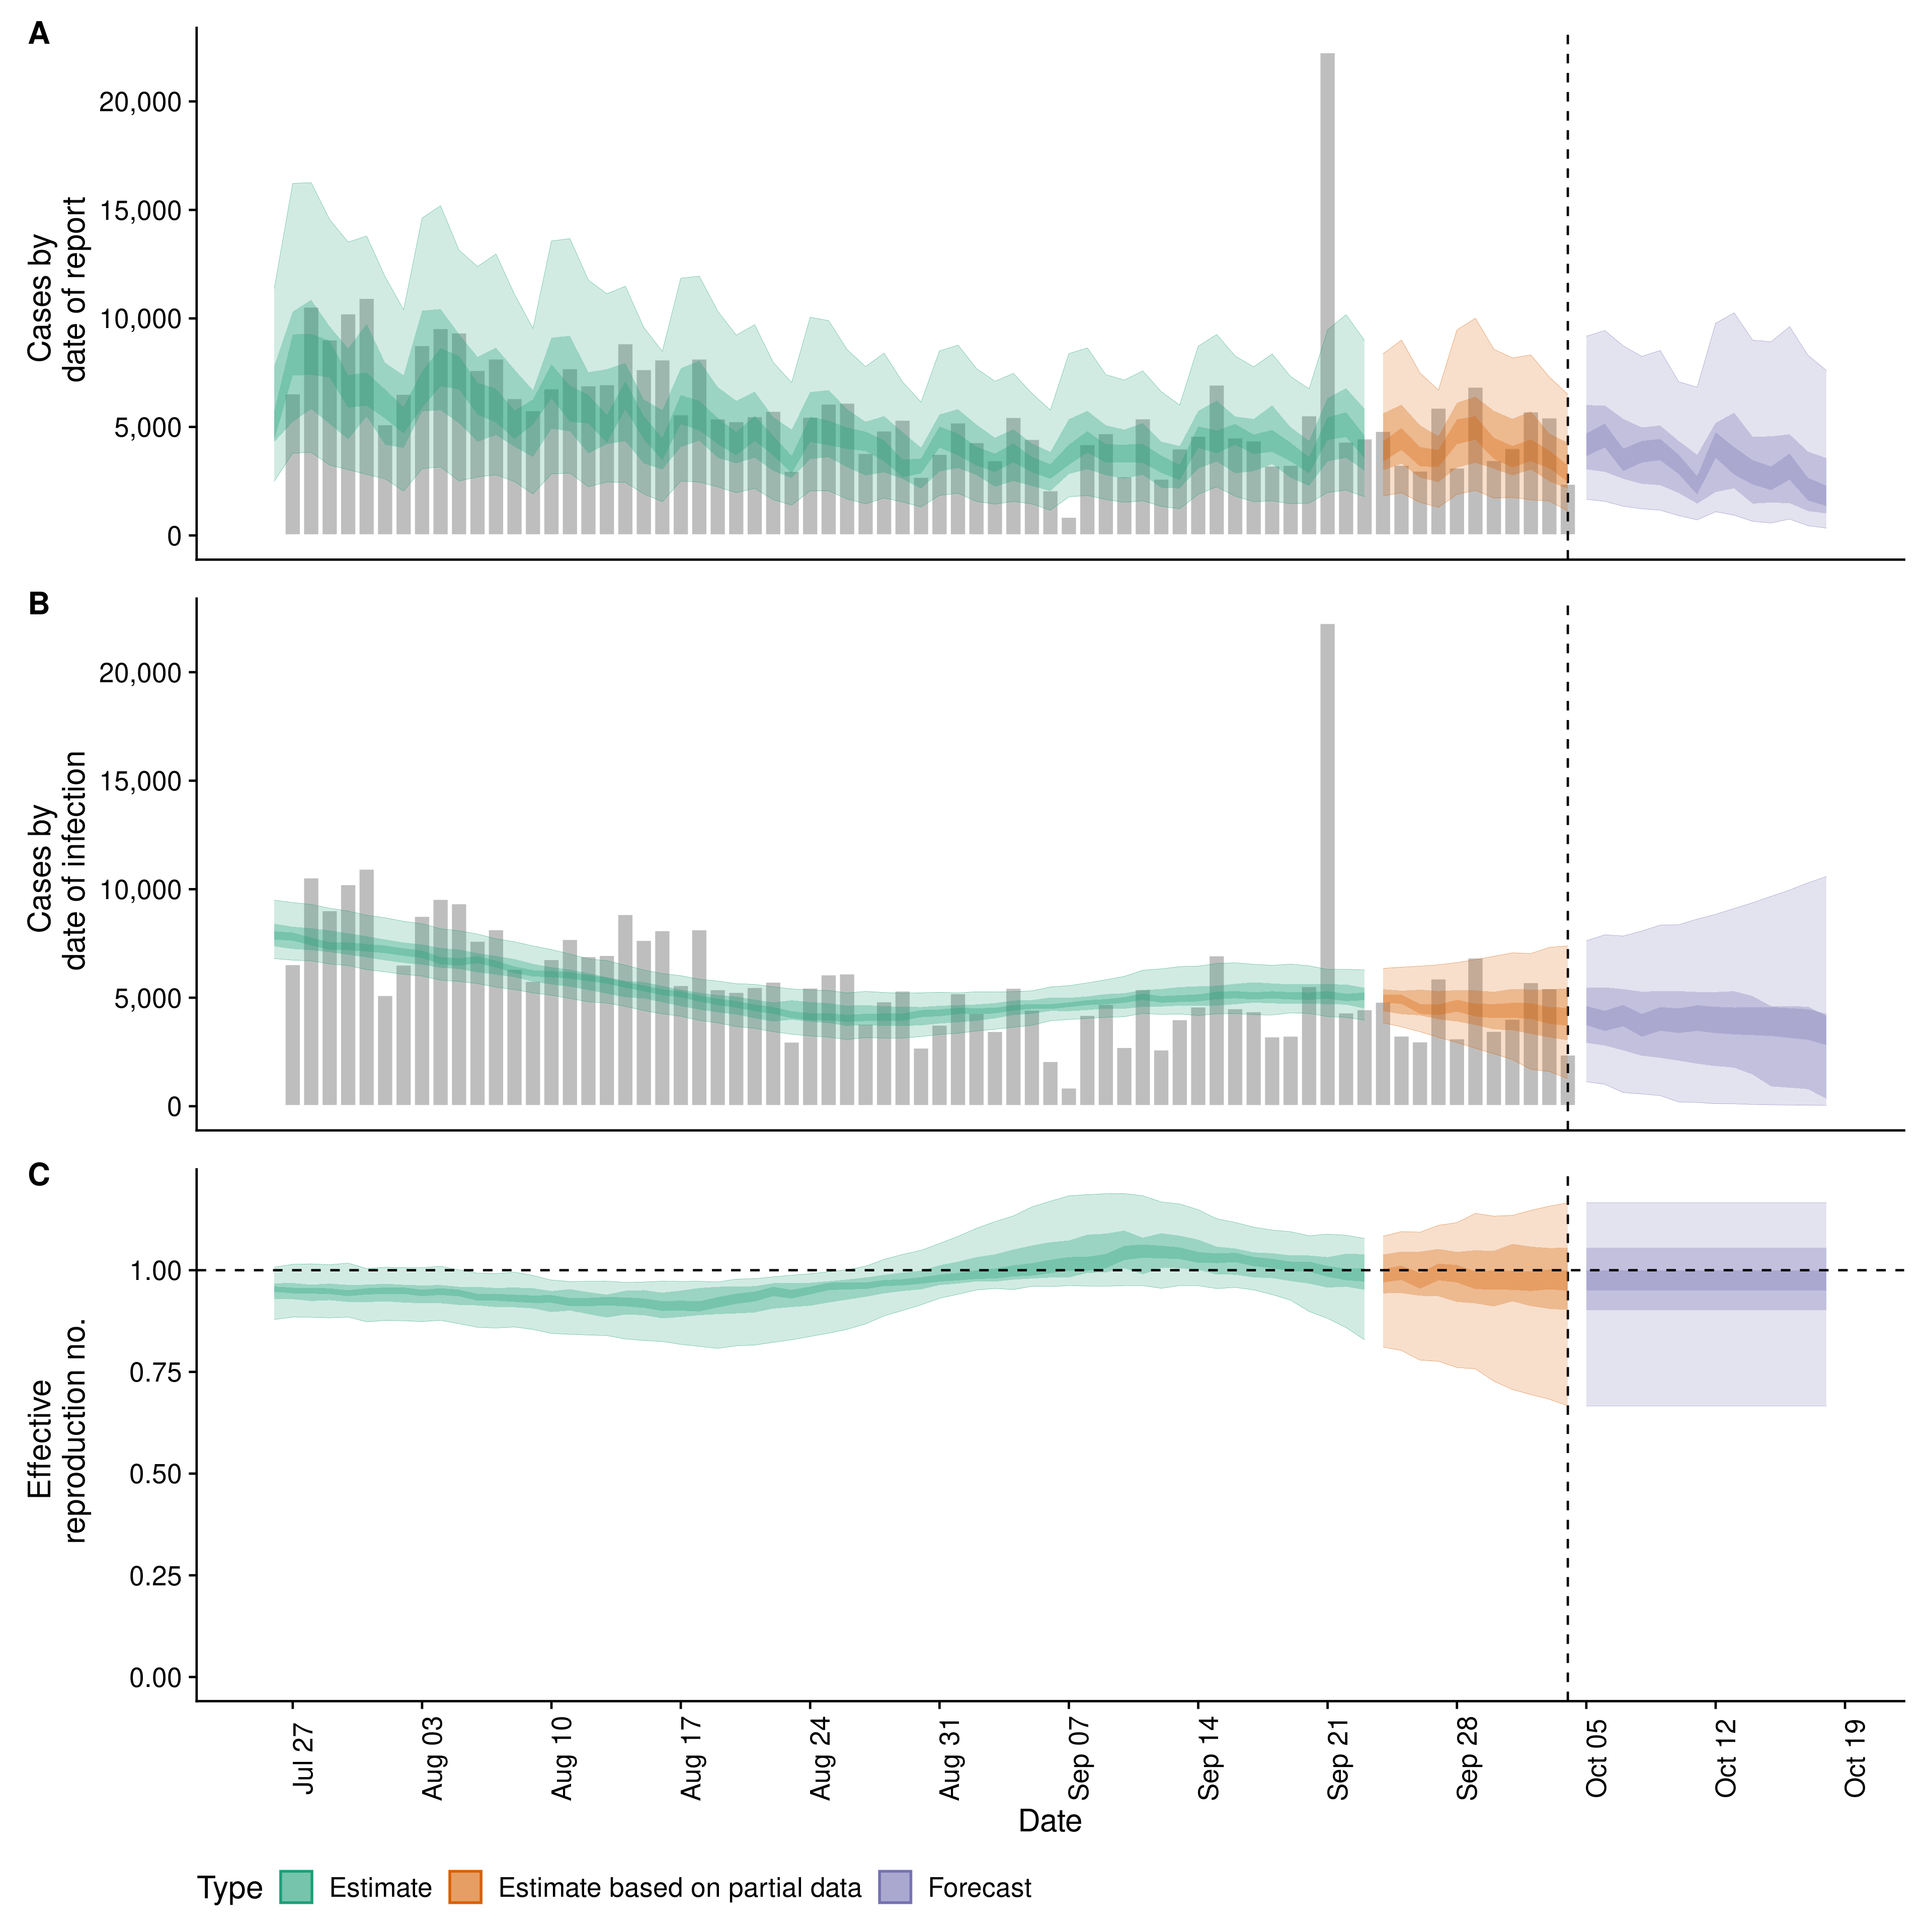 A
Cases by
date of report
20,000
15,000
10,000
5,000
0
B
Cases by
date of infection
20,000
15,000
10,000
5,000
0
C
Effective
reproduction no.
1.00
0.75
0.50
0.25
0.00
Jul 27
Aug 03
Aug 10
Aug 17
Aug 24
Aug 31
Sep 07
Sep 14
Sep 21
Sep 28
Oct 05
Oct 12
Oct 19
Date
Type Estimate Estimate based on partial data Forecast